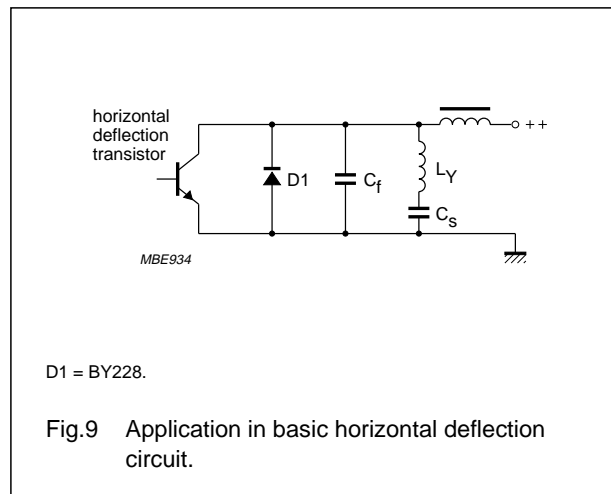 horizontal
deflection
transistor
D1
C_f
L_Y
C_s
++
MBE934
D1 = BY228.
Fig.9 Application in basic horizontal deflection
circuit.